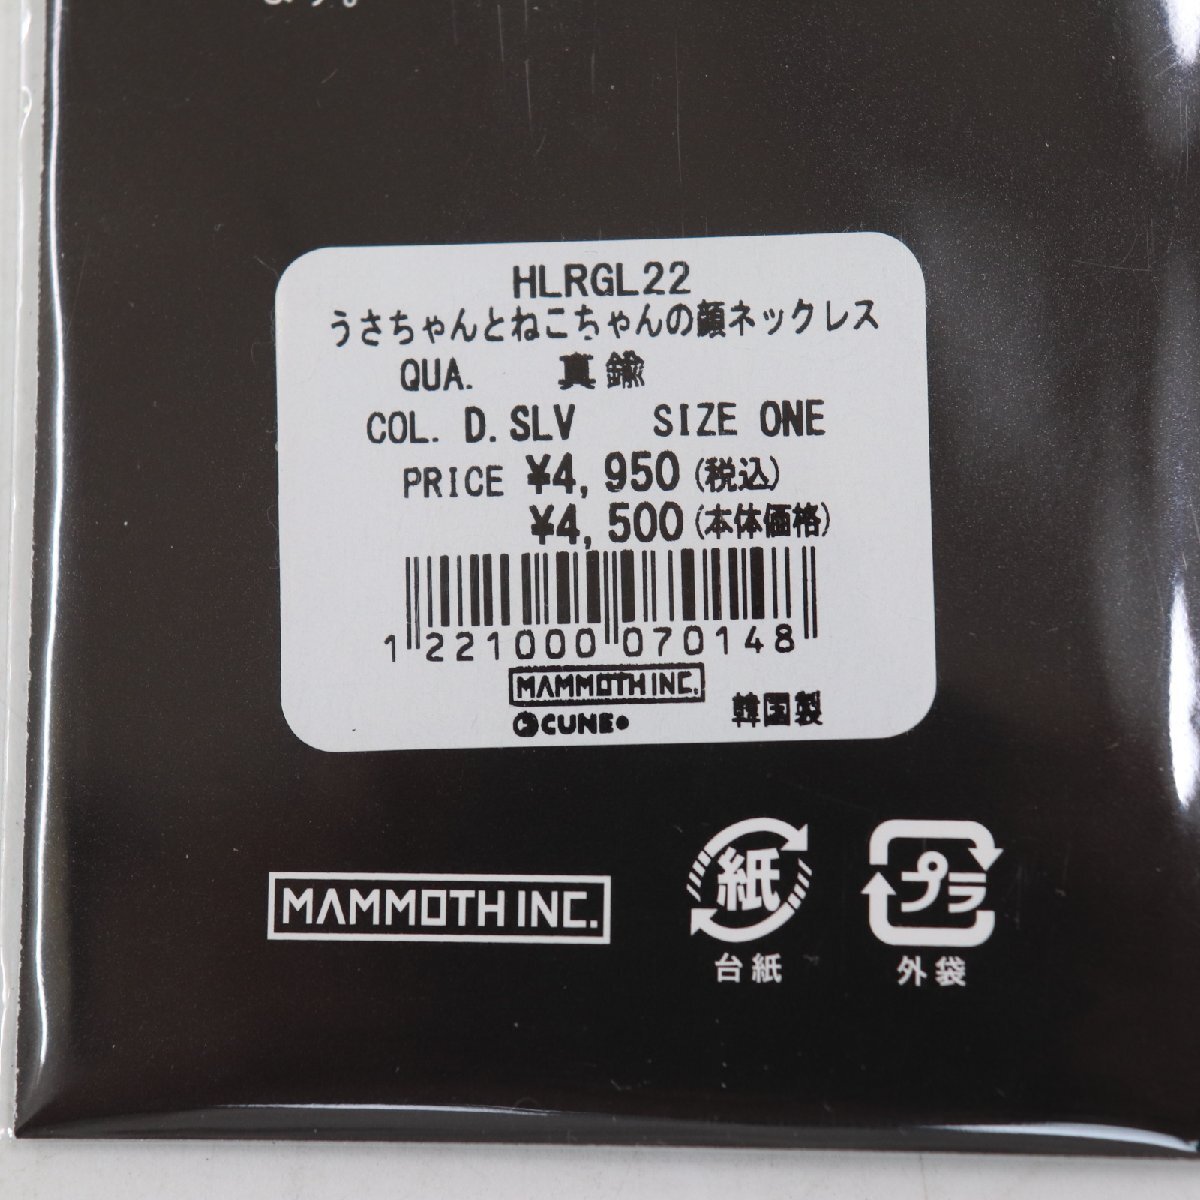 ます。
HLRGL22
うさちゃんとねこちゃんの顔ネックレス
QUA. 真鍮
COL. D.SLV SIZE ONE
PRICE ¥4,950(税込)
¥4,500(本体価格)
1 221000 070148
MAMMOTH INC.
CUNE 韓国製
MAMMOTH INC.
紙
台紙
プラ
外袋